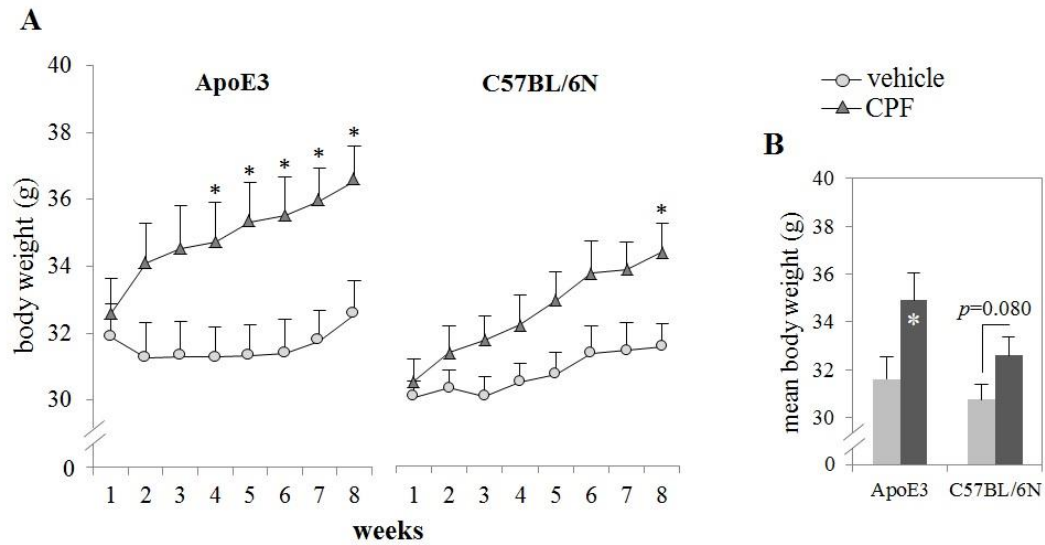 A
ApoE3
C57BL/6N
vehicle
CPF
body weight (g)
40
38
36
34
32
30
0
* * * * *
*
1 2 3 4 5 6 7 8
1 2 3 4 5 6 7 8
weeks
B
mean body weight (g)
40
38
36
34
32
30
0
*
p=0.080
ApoE3 C57BL/6N